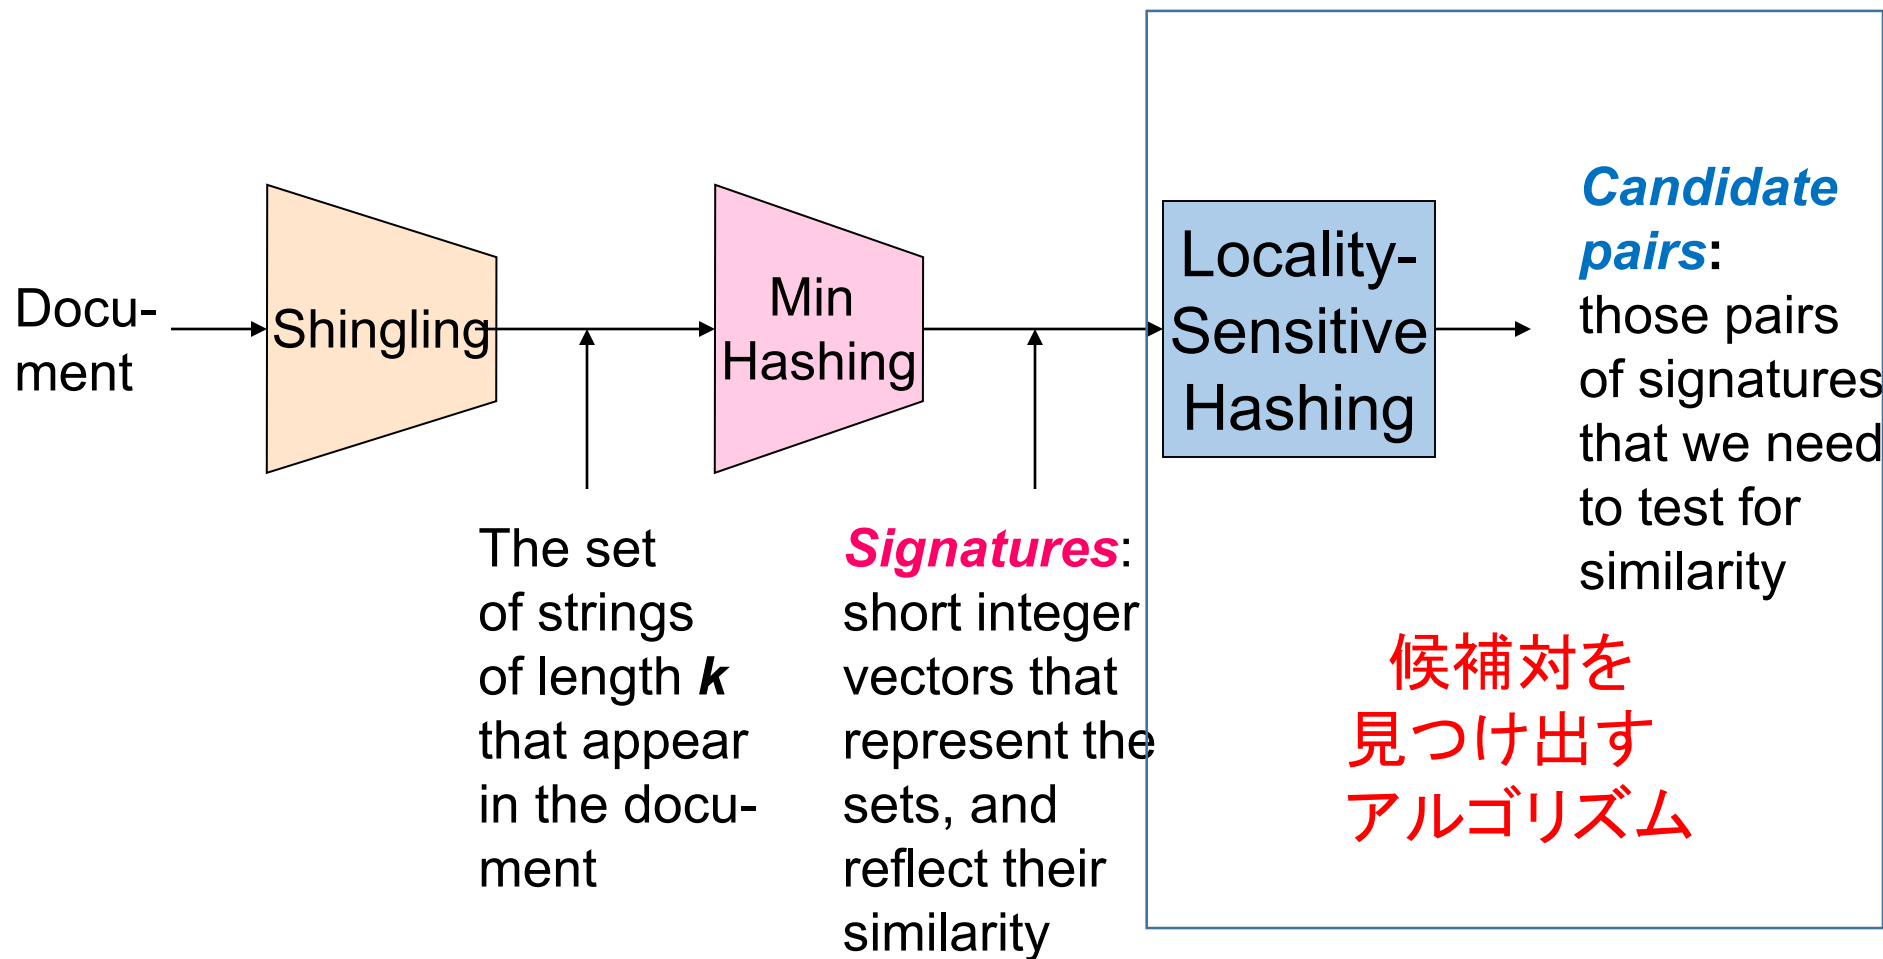 Docu-
ment
Shingling
The set
of strings
of length k
that appear
in the docu-
ment
Min
Hashing
Signatures:
short integer
vectors that
represent the
sets, and
reflect their
similarity
Locality-
Sensitive
Hashing
Candidate
pairs:
those pairs
of signatures
that we need
to test for
similarity
候補対を
見つけ出す
アルゴリズム